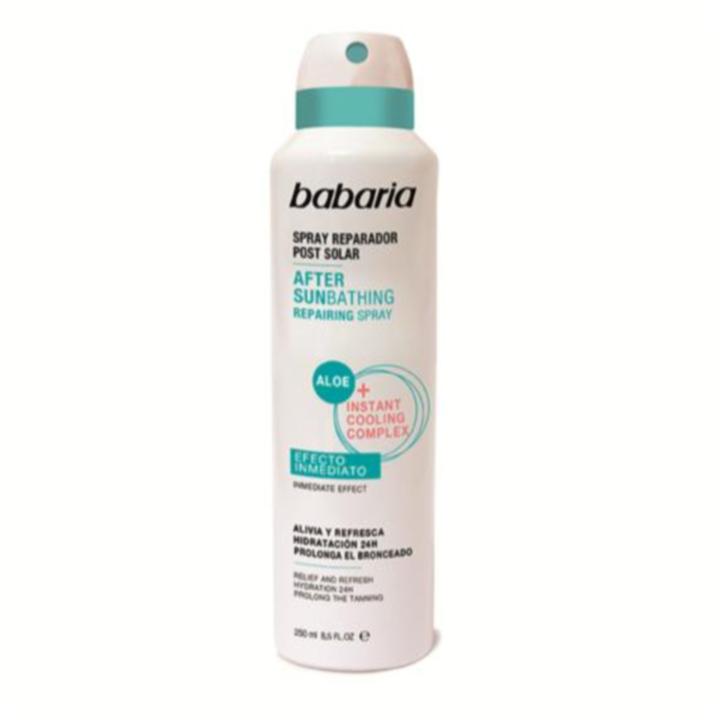 babaria
SPRAY REPARADOR
POST SOLAR
AFTER
SUNBATHING
REPAIRING SPRAY
ALOE
+
INSTANT
COOLING
COMPLEX
EFECTO
INMEDIATO
INMEDIATE EFFECT
ALIVIA Y REFRESCA
HIDRATACIÓN 24H
PROLONGA EL BRONCEADO
RELIEF AND REFRESH
HYDRATION 24H
PROLONG THE TANNING
250 ml 8,5 FL.OZ ℮